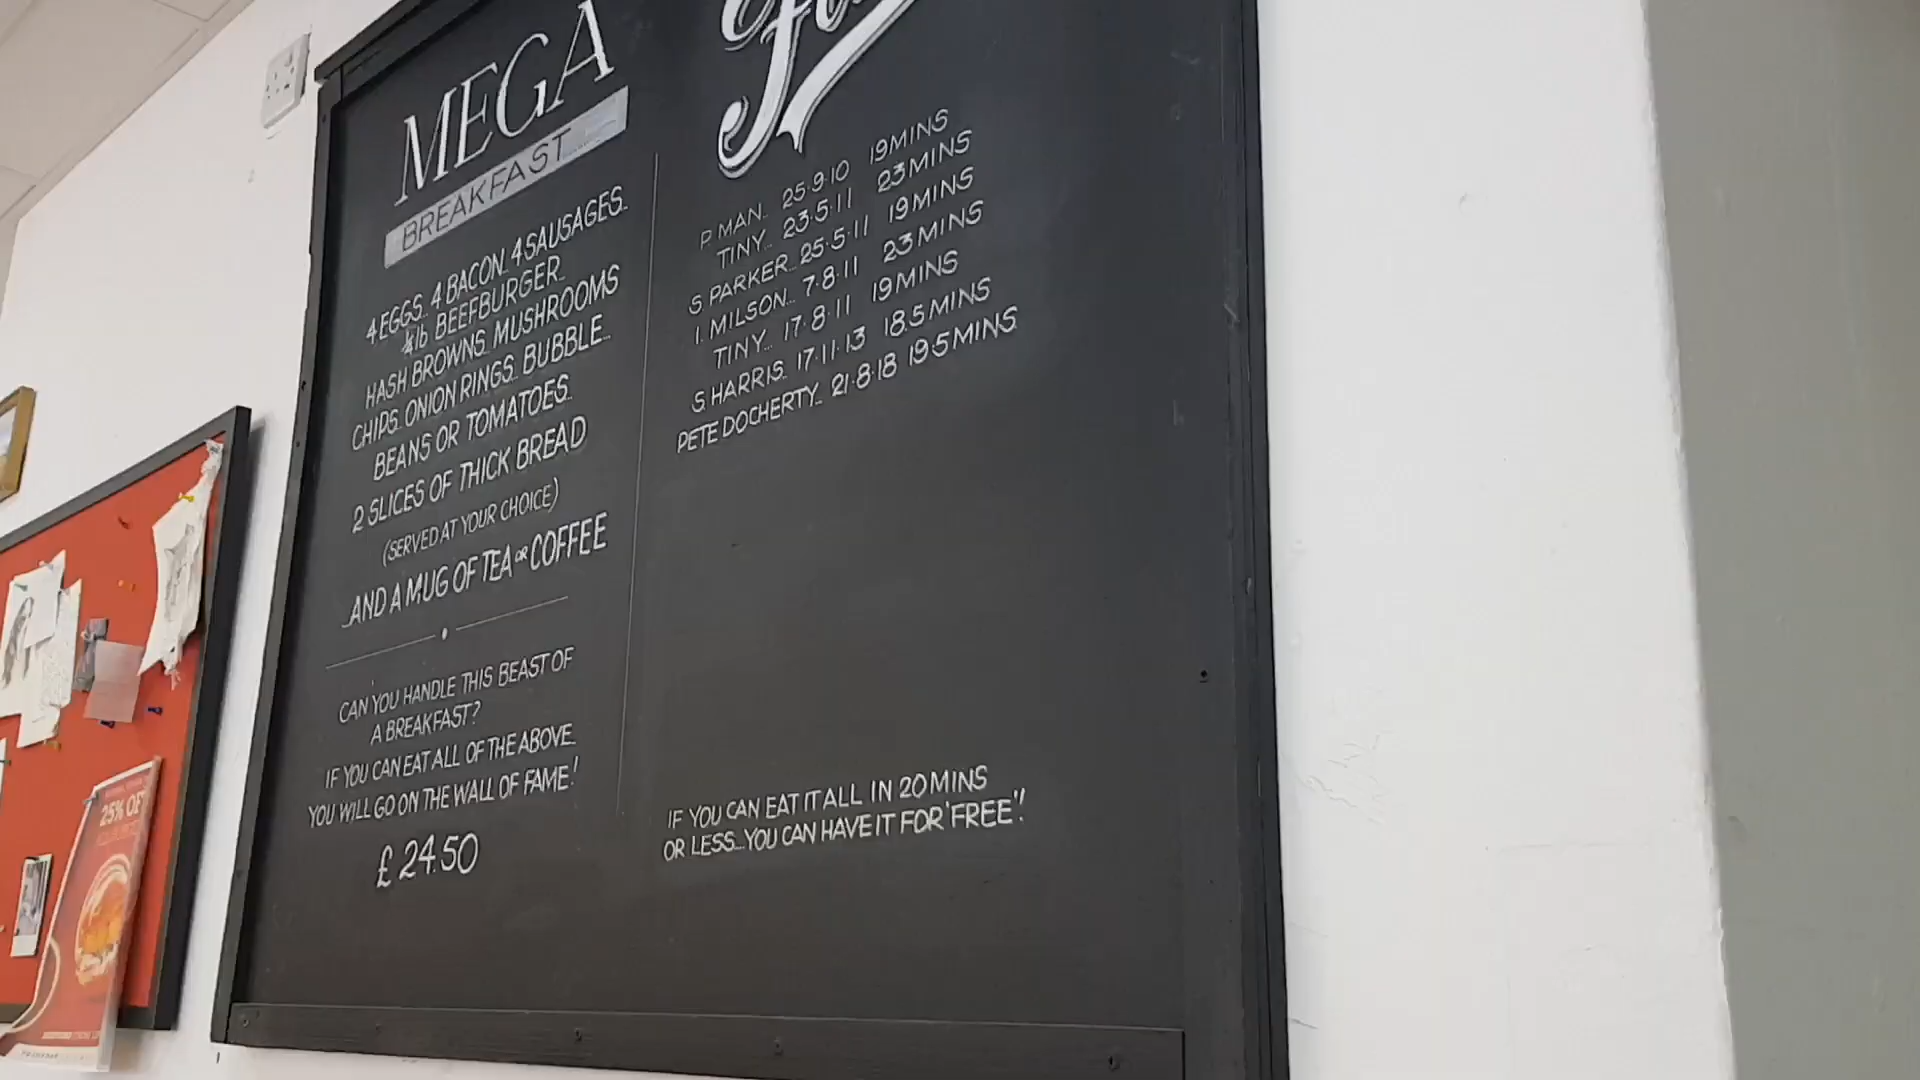 MEGA
BREAKFAST...
4 EGGS.. 4 BACON.. 4 SAUSAGES..
¼lb BEEFBURGER..
HASH BROWNS.. MUSHROOMS
CHIPS.. ONION RINGS.. BUBBLE..
BEANS OR TOMATOES..
2 SLICES OF THICK BREAD
(SERVED AT YOUR CHOICE)
..AND A MUG OF TEA OR COFFEE
CAN YOU HANDLE THIS BEAST OF
A BREAKFAST?
IF YOU CAN EAT ALL OF THE ABOVE..
YOU WILL GO ON THE WALL OF FAME!
£24.50
P MAN.. 25·9·10 19MINS
TINY... 23·5·11 23MINS
S PARKER.. 25·5·11 19MINS
I. MILSON.. 7·8·11 23MINS
TINY... 17·8·11 19MINS
S.HARRIS.. 17·11·13 18.5MINS
PETE DOCHERTY.. 21·8·18 19.5MINS
IF YOU CAN EAT IT ALL IN 20MINS
OR LESS...YOU CAN HAVE IT FOR 'FREE'!
25% OFF